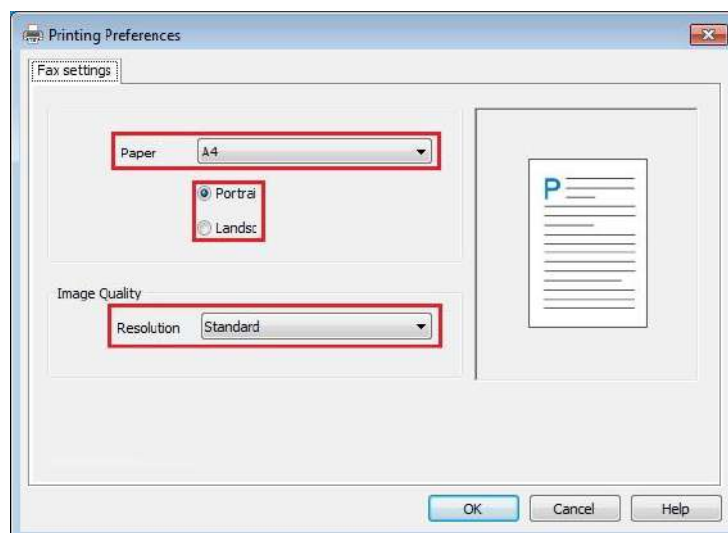 Printing Preferences
Fax settings
Paper A4
Portrai
Landsc
Image Quality
Resolution Standard
P
OK Cancel Help